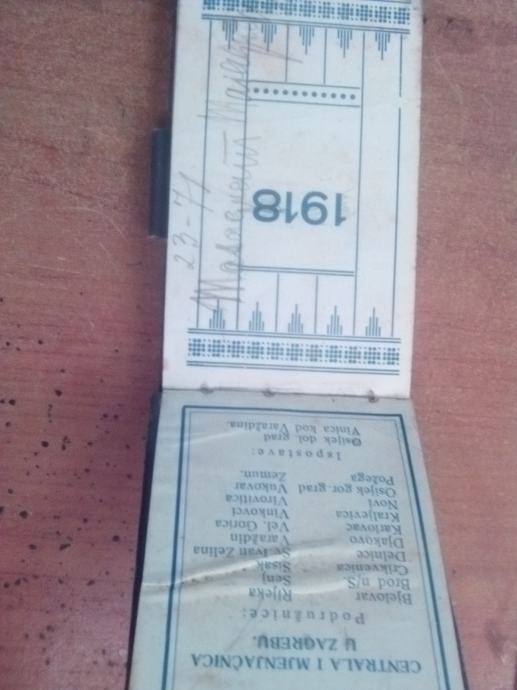 1918
23-71
CENTRALA I MJENJAČNICA
U ZAGREBU.
Podružnice:
Bjelovar Rijeka
Brod n/S. Senj
Crikvenica Sisak
Delnice Sv. Ivan Zelina
Djakovo Varaždin
Karlovac Vel. Gorica
Kraljevica Vinkovci
Novi Virovitica
Osijek gor. grad Vukovar
Požega Zemun.
Ispostave:
Osijek dol. grad
Vinica kod Varaždina.